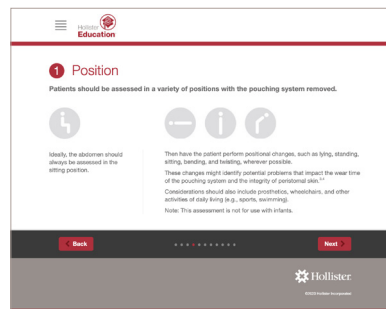 Hollister
Education
1 Position
Patients should be assessed in a variety of positions with the pouching system removed.
Ideally, the abdomen should
always be assessed in the
sitting position.
Then have the patient perform positional changes, such as lying, standing,
sitting, bending, and twisting, wherever possible.
These changes might identify potential problems that impact the wear time
of the pouching system and the integrity of peristomal skin.
Considerations should also include prosthetics, wheelchairs, and other
activities of daily living (e.g., sports, swimming).
Note: This assessment is not for use with infants.
Back
Next
Hollister
©2023 Hollister Incorporated